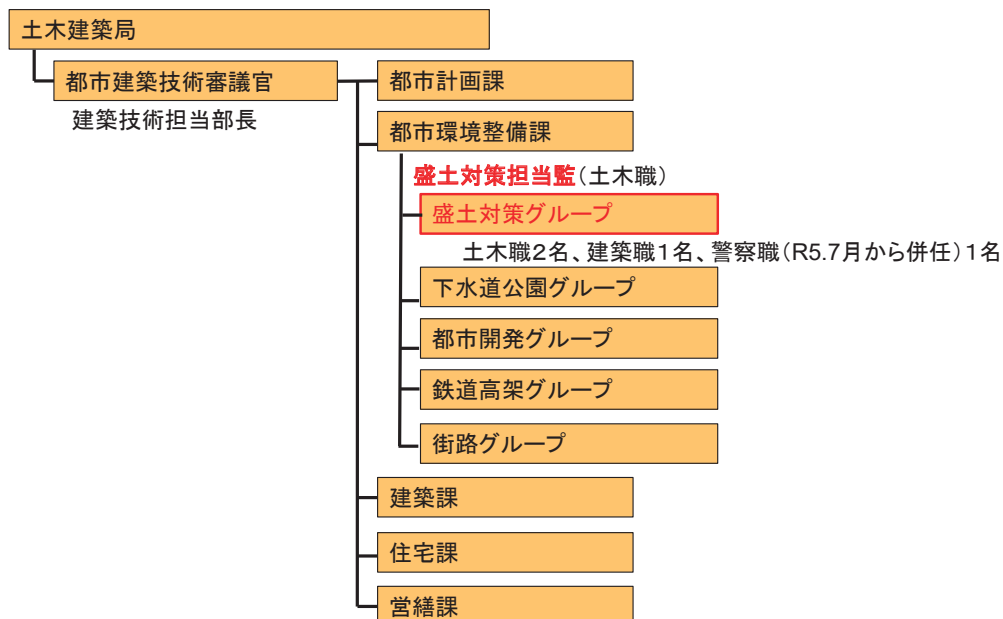 土木建築局
都市建築技術審議官
建築技術担当部長
都市計画課
都市環境整備課
盛土対策担当監(土木職)
盛土対策グループ
土木職2名、建築職1名、警察職(R5.7月から併任)1名
下水道公園グループ
都市開発グループ
鉄道高架グループ
街路グループ
建築課
住宅課
営繕課